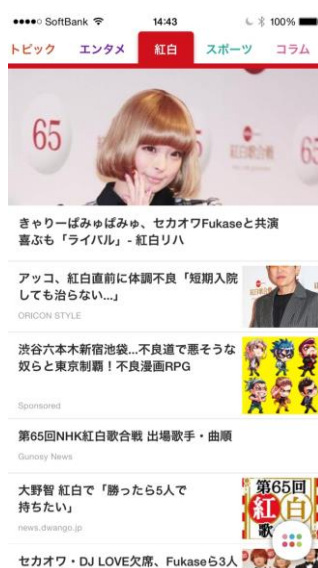 SoftBank 14:43 100%
トピック エンタメ 紅白 スポーツ コラム
65
紅白歌合戦
65
きゃりーぱみゅぱみゅ、セカオワFukaseと共演
喜ぶも「ライバル」- 紅白リハ
アッコ、紅白直前に体調不良「短期入院
しても治らない...」
ORICON STYLE
渋谷六本木新宿池袋...不良道で悪そうな
奴らと東京制覇！不良漫画RPG
Sponsored
第65回NHK紅白歌合戦 出場歌手・曲順
Gunosy News
大野智 紅白で「勝ったら5人で
持ちたい」
news.dwango.jp
第65回
紅白
歌
セカオワ・DJ LOVE欠席、Fukaseら3人